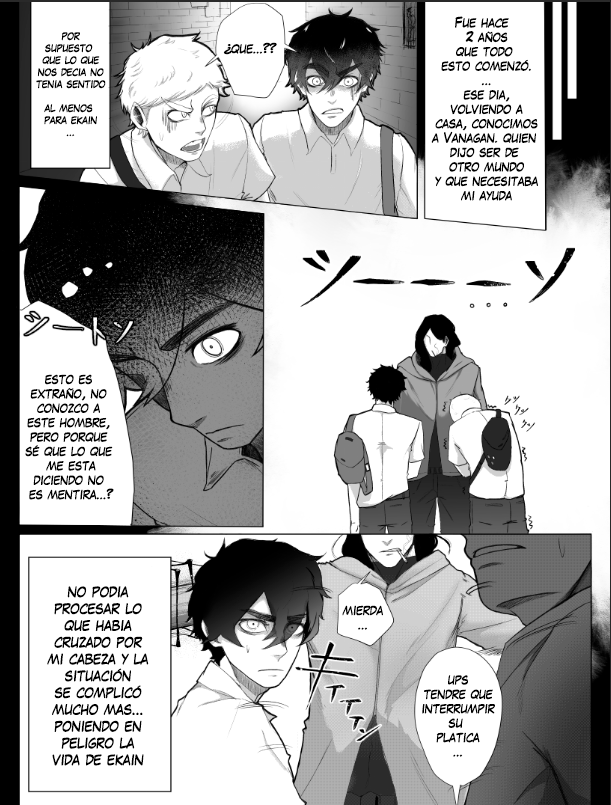 FUE HACE
2 AÑOS
QUE TODO
ESTO COMENZÓ.
...
ESE DIA,
VOLVIENDO A
CASA, CONOCIMOS
A VANAGAN. QUIEN
DIJO SER DE
OTRO MUNDO
Y QUE NECESITABA
MI AYUDA
¿QUE...??
POR
SUPUESTO
QUE LO QUE
NOS DECIA NO
TENIA SENTIDO
AL MENOS
PARA EKAIN
...
ツーーーーソ
...
ツートン
ESTO ES
EXTRAÑO, NO
CONOZCO A
ESTE HOMBRE,
PERO PORQUE
SÉ QUE LO QUE
ME ESTA
DICIENDO NO
ES MENTIRA...?
NO PODIA
PROCESAR LO
QUE HABIA
CRUZADO POR
MI CABEZA Y LA
SITUACIÓN
SE COMPLICÓ
MUCHO MAS...
PONIENDO EN
PELIGRO LA
VIDA DE EKAIN
MIERDA
...
UPS
TENDRE QUE
INTERRUMPIR
SU
PLATICA
...